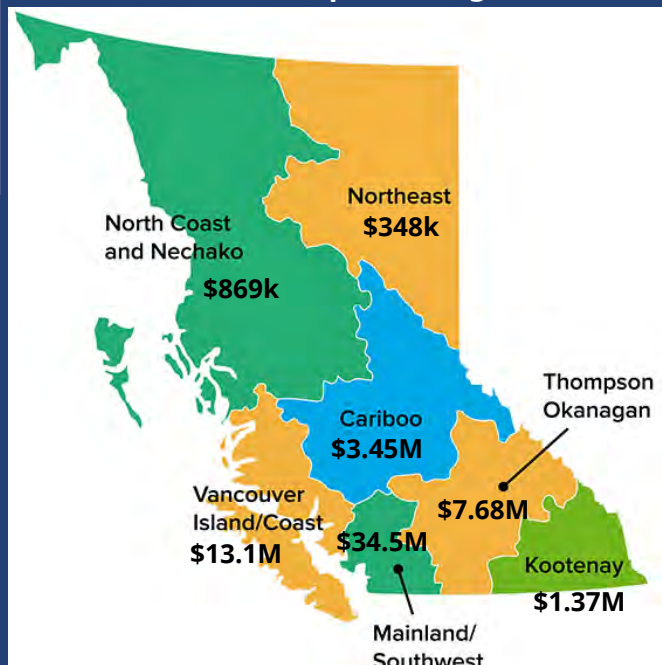 Northeast
$348k
North Coast
and Nechako
$869k
Thompson
Okanagan
Cariboo
$3.45M
$7.68M
Vancouver
Island/Coast
$13.1M
$34.5M
Kootenay
$1.37M
Mainland/
Southwest